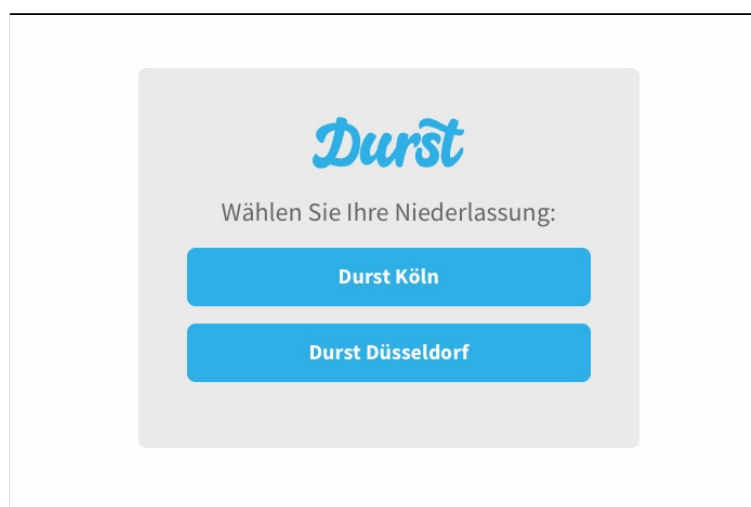 Durst
Wählen Sie Ihre Niederlassung:
Durst Köln
Durst Düsseldorf